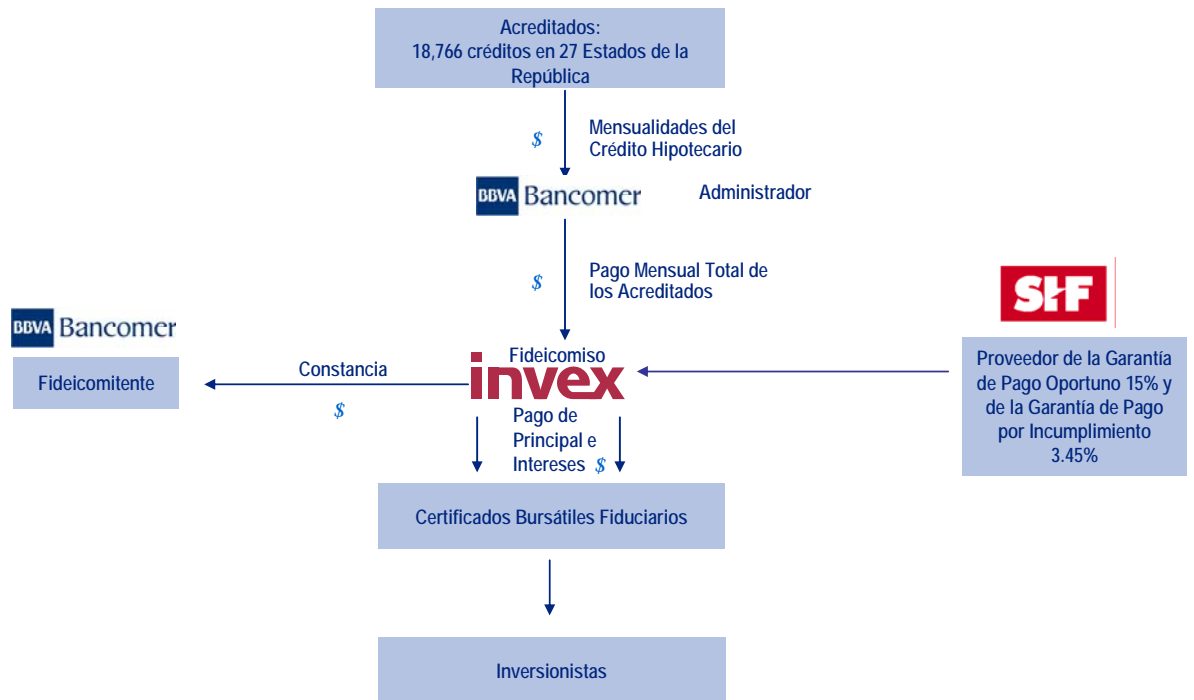 Acreditados:
18,766 créditos en 27 Estados de la
República
$
Mensualidades del
Crédito Hipotecario
BBVA Bancomer
Administrador
$
Pago Mensual Total de
los Acreditados
SHF
BBVA Bancomer
Fideicomitente
Constancia
$
Fideicomiso
invex
Proveedor de la Garantía
de Pago Oportuno 15% y
de la Garantía de Pago
por Incumplimiento
3.45%
Pago de
Principal e
Intereses $
Certificados Bursátiles Fiduciarios
Inversionistas